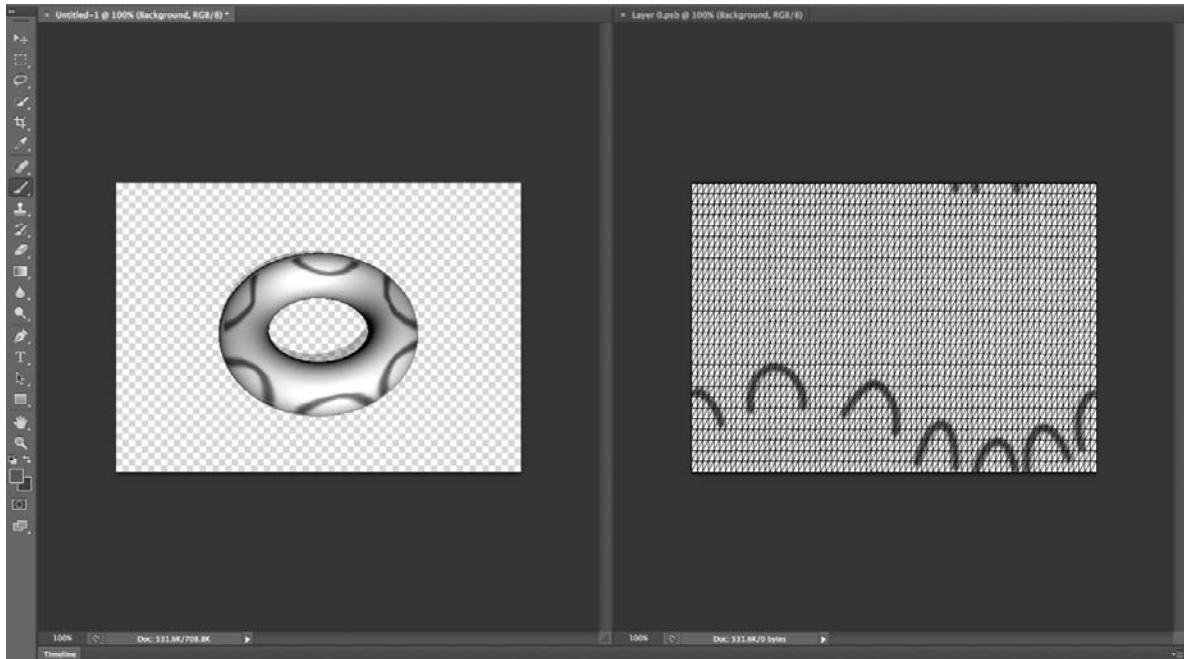 Untitled-1 @ 100% (Background, RGB/8) *
Layer 0.psb @ 100% (Background, RGB/8)
T
100%
Doc: 531.6K/708.8K
100%
Doc: 531.6K/0 bytes
Timeline